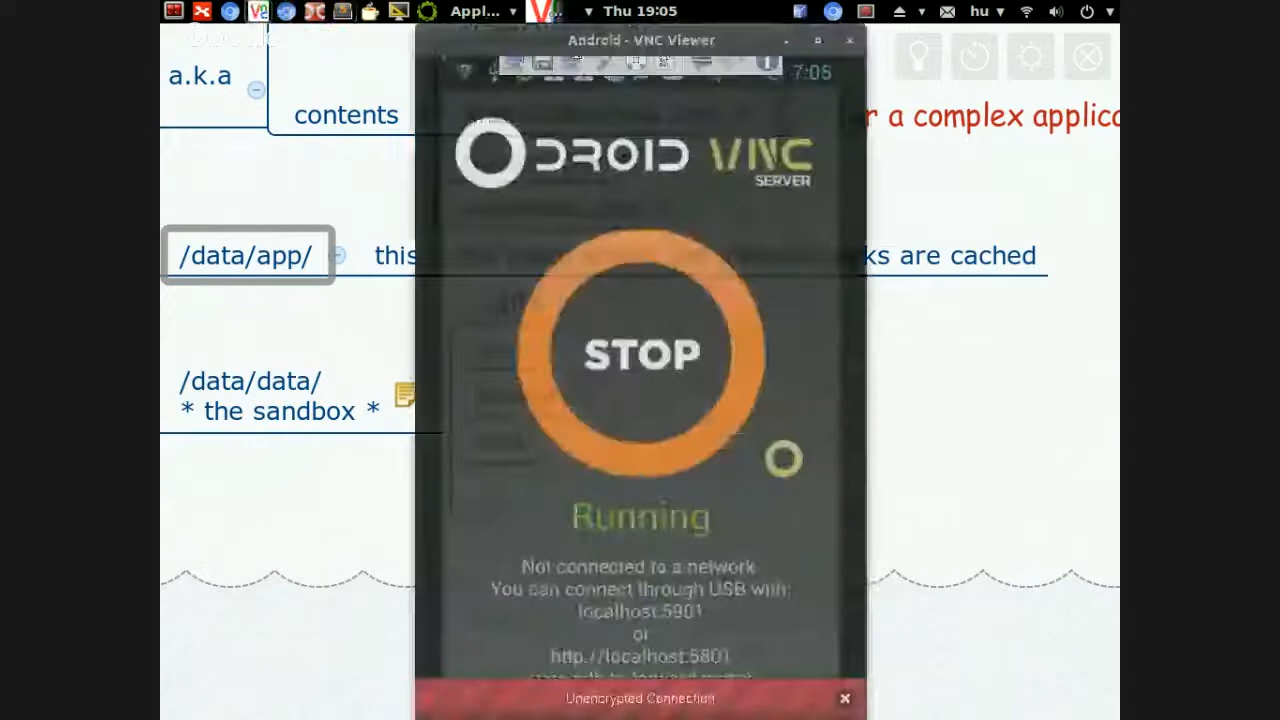 Appl...
Thu 19:05
hu
Android - VNC Viewer
7:06
a.k.a
contents
r a complex applica
DROID VNC
SERVER
/data/app/
this
ks are cached
STOP
/data/data/
* the sandbox *
Running
Not connected to a network
You can connect through USB with:
localhost:5901
or
http://localhost:5801
Unencrypted Connection